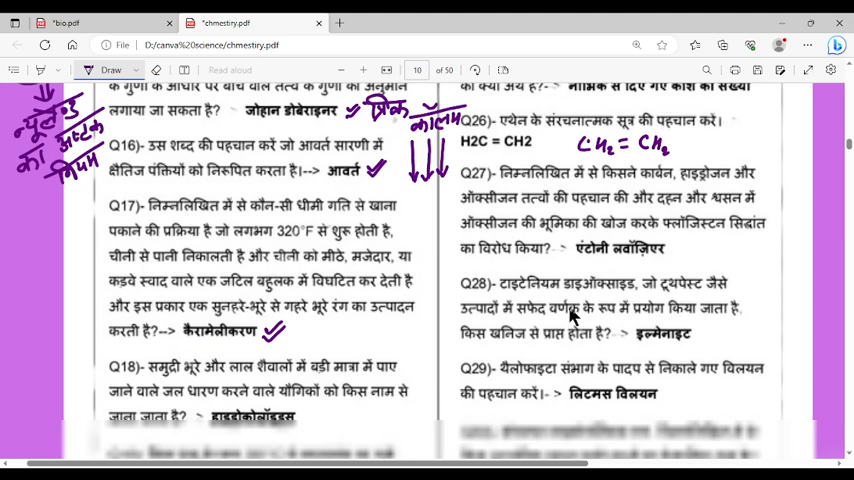 *bio.pdf
*chmestiry.pdf
File
D:/canva%20science/chmestiry.pdf
Draw
Read aloud
10
of 50
के गुणों के आधार पर बीच वाले तत्व के गुणों का अनुमान
लगाया जा सकता है? जोहान डोबेराइनर
त्रिक
कालम
न्यूलैन्ड
का अष्टक
नियम
Q16)- उस शब्द की पहचान करें जो आवर्त सारणी में
क्षैतिज पंक्तियों को निरुपित करता है।--> आवर्त
Q17)- निम्नलिखित में से कौन-सी धीमी गति से खाना
पकाने की प्रक्रिया है जो लगभग 320°F से शुरू होती है,
चीनी से पानी निकालती है और चीनी को मीठे, मजेदार, या
कड़वे स्वाद वाले एक जटिल बहुलक में विघटित कर देती है
और इस प्रकार एक सुनहरे-भूरे से गहरे भूरे रंग का उत्पादन
करती है?--> कैरामेलीकरण
Q18)- समुद्री भूरे और लाल शैवालों में बड़ी मात्रा में पाए
जाने वाले जल धारण करने वाले यौगिकों को किस नाम से
जाना जाता है? > हाइड्रोकोलॉइड्स
का क्या अर्थ है?- नाभिक से दिए गए कोश की संख्या
Q26)- एथेन के संरचनात्मक सूत्र की पहचान करें।
H2C = CH2
CH2 = CH2
Q27)- निम्नलिखित में से किसने कार्बन, हाइड्रोजन और
ऑक्सीजन तत्वों की पहचान की और दहन और श्वसन में
ऑक्सीजन की भूमिका की खोज करके फ्लॉजिस्टन सिद्धांत
का विरोध किया? -> एंटोनी लवॉज़िएर
Q28)- टाइटेनियम डाइऑक्साइड, जो टूथपेस्ट जैसे
उत्पादों में सफेद वर्णक के रूप में प्रयोग किया जाता है,
किस खनिज से प्राप्त होता है? -> इल्मेनाइट
Q29)- थैलोफाइटा संभाग के पादप से निकाले गए विलयन
की पहचान करें।- > लिटमस विलयन